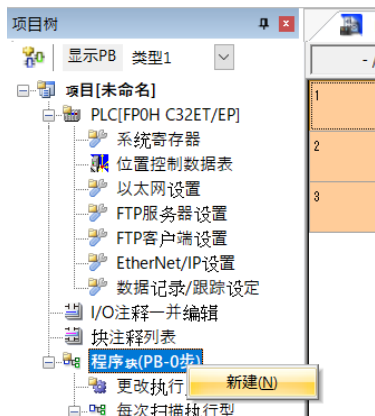 项目树
显示PB 类型1
- /
项目[未命名]
PLC[FP0H C32ET/EP]
系统寄存器
位置控制数据表
以太网设置
FTP服务器设置
FTP客户端设置
EtherNet/IP设置
数据记录/跟踪设定
I/O注释一并编辑
块注释列表
程序块(PB-0步)
新建(N)
更改执行
每次扫描执行型
1
2
3